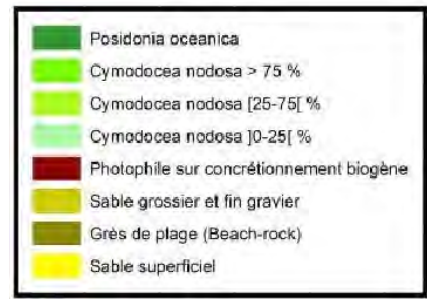 Posidonia oceanica
Cymodocea nodosa > 75 %
Cymodocea nodosa [25-75[ %
Cymodocea nodosa ]0-25[ %
Photophile sur concrétionnement biogène
Sable grossier et fin gravier
Grès de plage (Beach-rock)
Sable superficiel